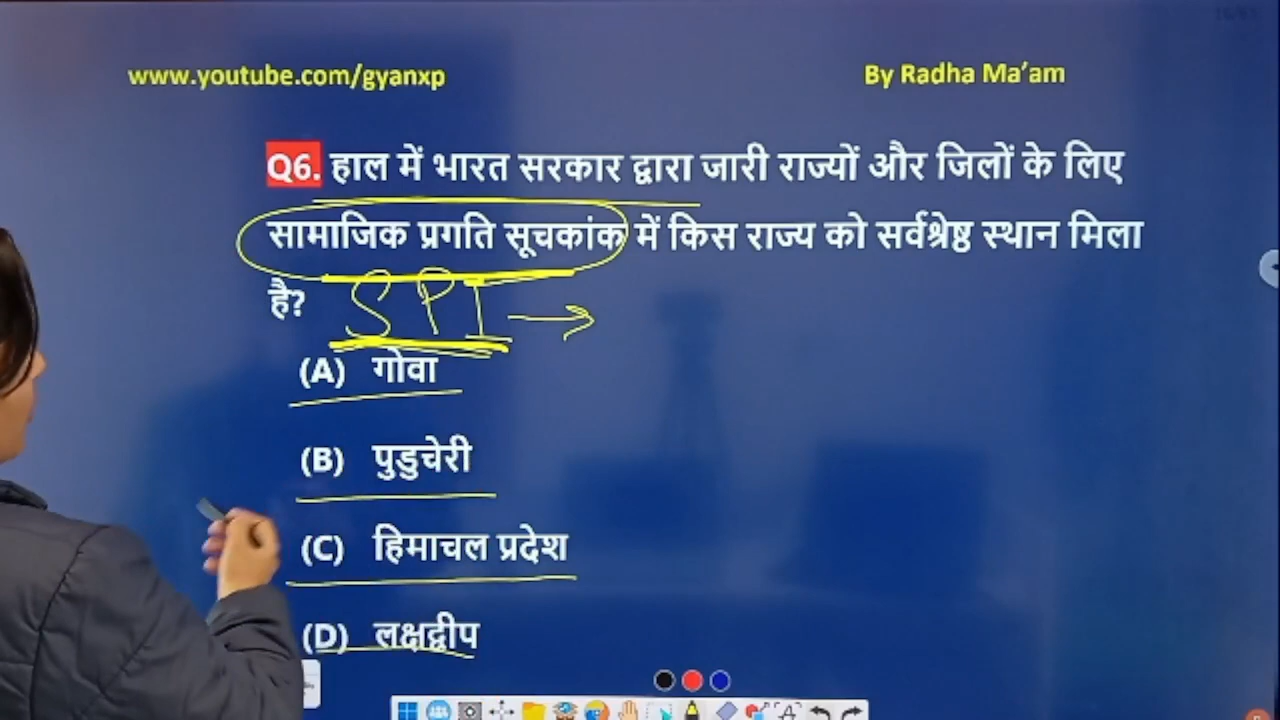 www.youtube.com/gyanxp
By Radha Ma'am
Q6. हाल में भारत सरकार द्वारा जारी राज्यों और जिलों के लिए
सामाजिक प्रगति सूचकांक में किस राज्य को सर्वश्रेष्ठ स्थान मिला
है?
SPI →
(A) गोवा
(B) पुडुचेरी
(C) हिमाचल प्रदेश
(D) लक्षद्वीप